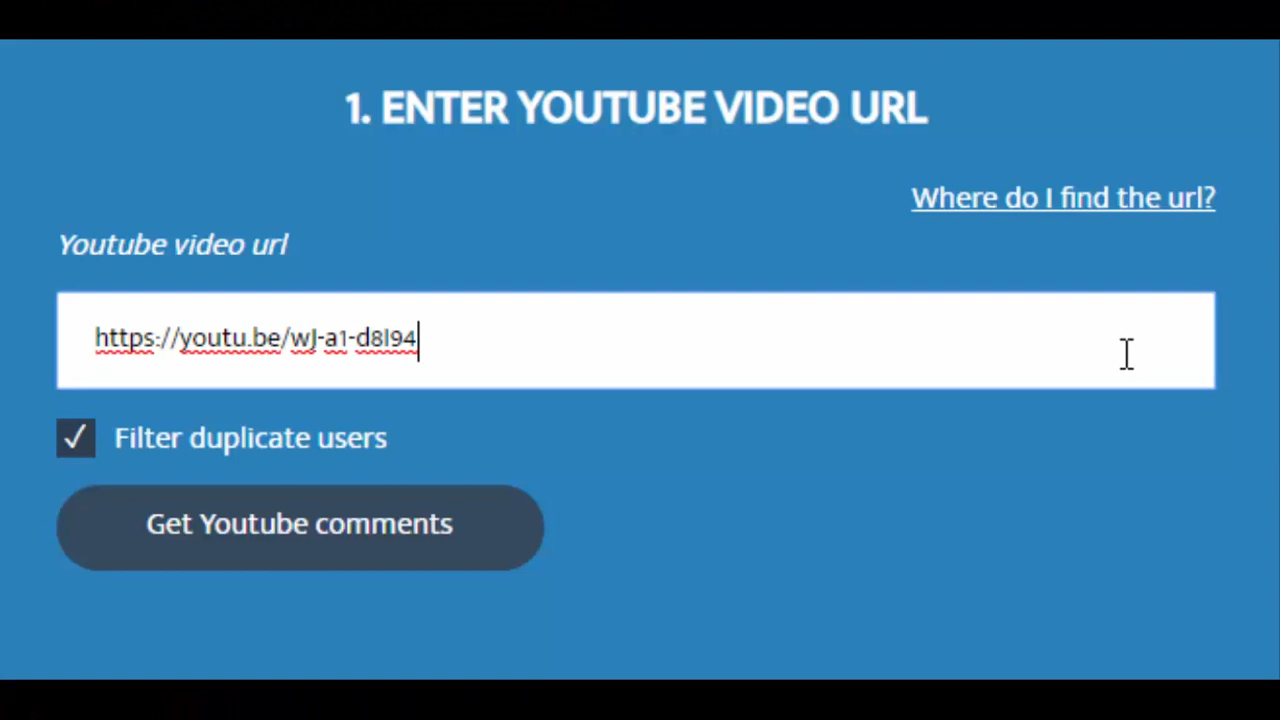 1. ENTER YOUTUBE VIDEO URL
Where do I find the url?
Youtube video url
https://youtu.be/wJ-a1-d8l94
Filter duplicate users
Get Youtube comments